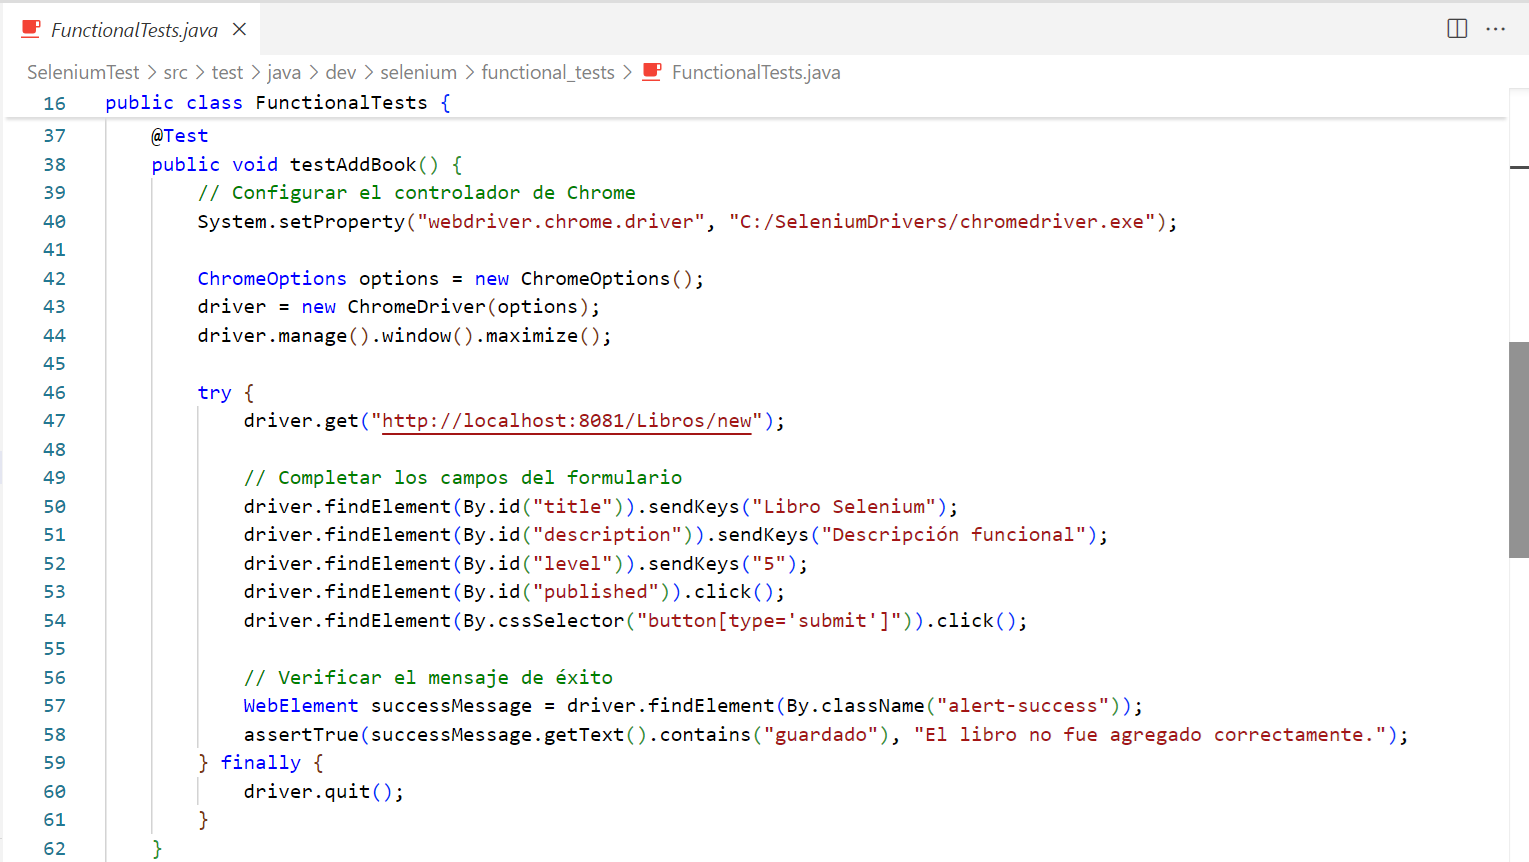 FunctionalTests.java
SeleniumTest > src > test > java > dev > selenium > functional_tests > FunctionalTests.java
16 public class FunctionalTests {
37 @Test
38 public void testAddBook() {
39 // Configurar el controlador de Chrome
40 System.setProperty("webdriver.chrome.driver", "C:/SeleniumDrivers/chromedriver.exe");
41
42 ChromeOptions options = new ChromeOptions();
43 driver = new ChromeDriver(options);
44 driver.manage().window().maximize();
45
46 try {
47 driver.get("http://localhost:8081/Libros/new");
48
49 // Completar los campos del formulario
50 driver.findElement(By.id("title")).sendKeys("Libro Selenium");
51 driver.findElement(By.id("description")).sendKeys("Descripción funcional");
52 driver.findElement(By.id("level")).sendKeys("5");
53 driver.findElement(By.id("published")).click();
54 driver.findElement(By.cssSelector("button[type='submit']")).click();
55
56 // Verificar el mensaje de éxito
57 WebElement successMessage = driver.findElement(By.className("alert-success"));
58 assertTrue(successMessage.getText().contains("guardado"), "El libro no fue agregado correctamente.");
59 } finally {
60 driver.quit();
61 }
62 }